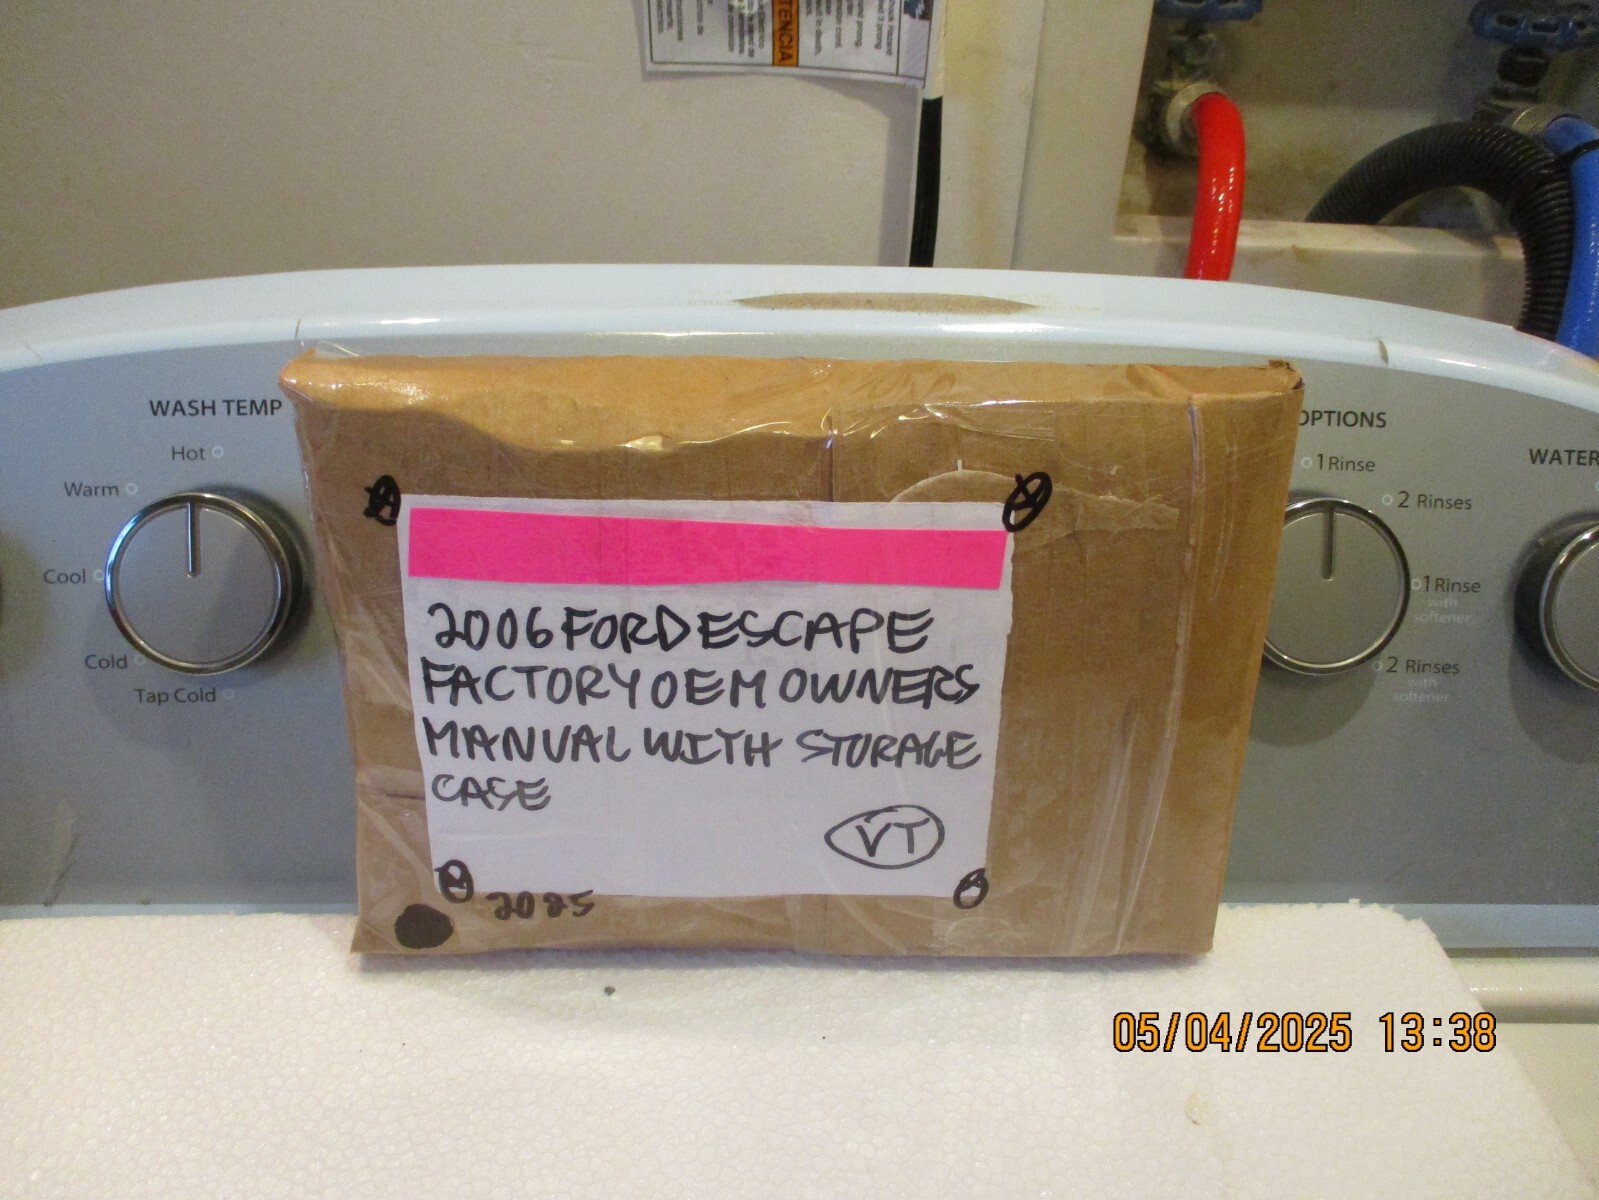 TENCIA
WASH TEMP
Hot
Warm
Cool
Cold
Tap Cold
2006 FORD ESCAPE
FACTORY OEM OWNERS
MANUAL WITH STORAGE
CASE
VT
2025
OPTIONS
1 Rinse
2 Rinses
1 Rinse
with
softener
2 Rinses
with
softener
WATER
05/04/2025 13:38